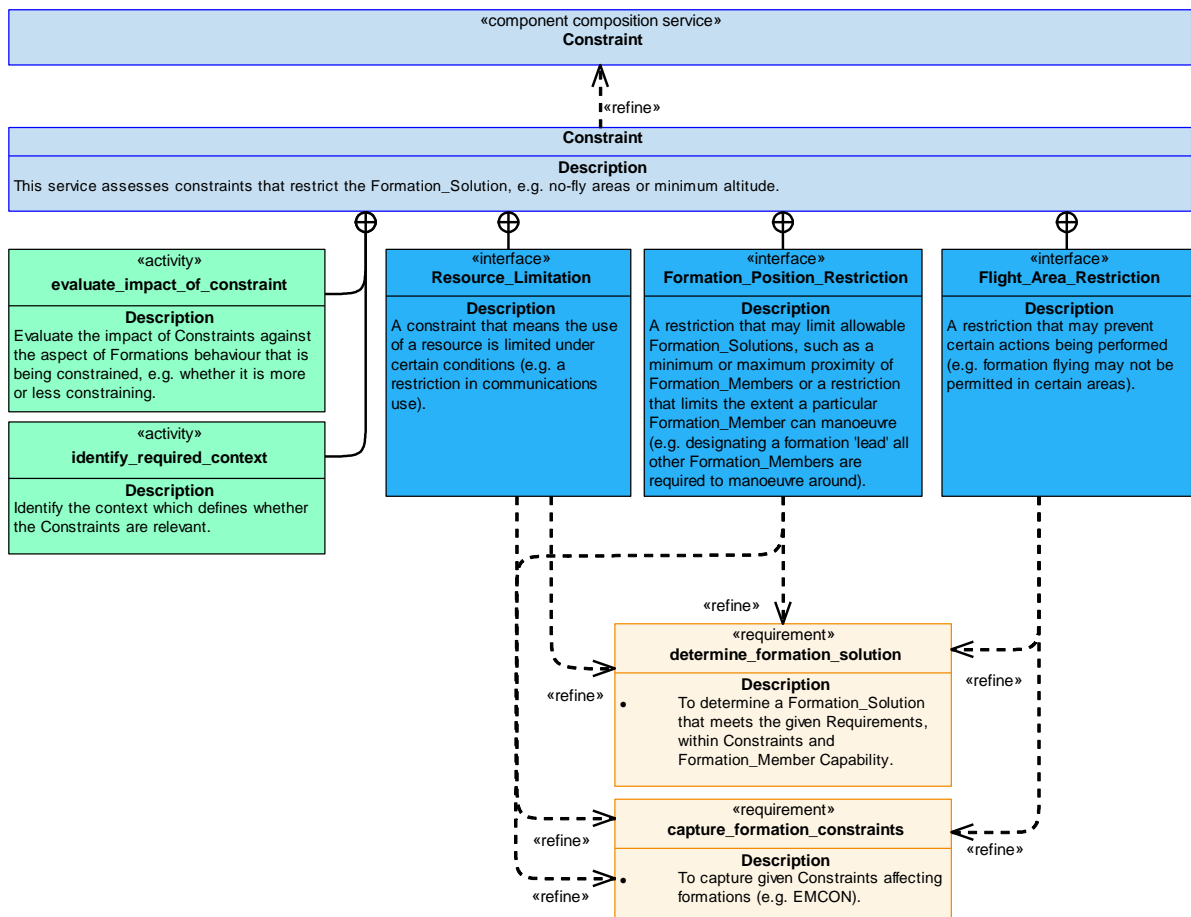 «component composition service»
Constraint
«refine»
Constraint
Description
This service assesses constraints that restrict the Formation_Solution, e.g. no-fly areas or minimum altitude.
«activity»
evaluate_impact_of_constraint
Description
Evaluate the impact of Constraints against
the aspect of Formations behaviour that is
being constrained, e.g. whether it is more
or less constraining.
«activity»
identify_required_context
Description
Identify the context which defines whether
the Constraints are relevant.
«interface»
Resource_Limitation
Description
A constraint that means the use
of a resource is limited under
certain conditions (e.g. a
restriction in communications
use).
«interface»
Formation_Position_Restriction
Description
A restriction that may limit allowable
Formation_Solutions, such as a
minimum or maximum proximity of
Formation_Members or a restriction
that limits the extent a particular
Formation_Member can manoeuvre
(e.g. designating a formation 'lead' all
other Formation_Members are
required to manoeuvre around).
«interface»
Flight_Area_Restriction
Description
A restriction that may prevent
certain actions being performed
(e.g. formation flying may not be
permitted in certain areas).
«refine»
«refine»
«refine»
«requirement»
determine_formation_solution
Description
• To determine a Formation_Solution
that meets the given Requirements,
within Constraints and
Formation_Member Capability.
«refine»
«refine»
«refine»
«requirement»
capture_formation_constraints
Description
• To capture given Constraints affecting
formations (e.g. EMCON).